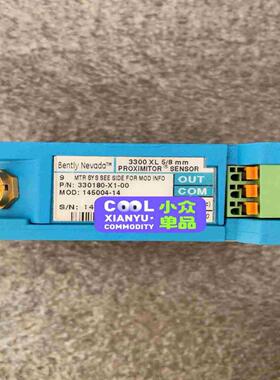 Bently Nevada™
3300 XL 5/8 mm
PROXIMITOR® SENSOR
9 MTR SYS SEE SIDE FOR MOD INFO
OUT
P/N: 330180-X1-00
COM
MOD: 145004-14
S/N: 14
COOL
小众
XIANYU-
单品
COMMODITY